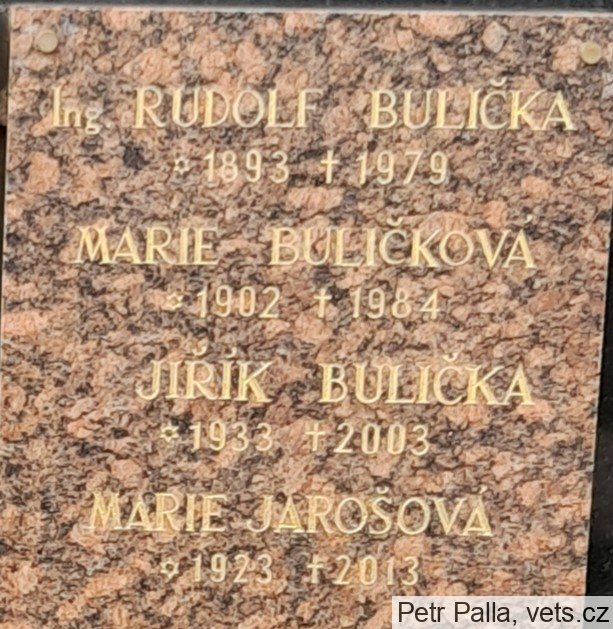 Ing RUDOLF BULIČKA
¤ 1893 † 1979
MARIE BULIČKOVÁ
¤ 1902 † 1984
JIŘÍK BULIČKA
¤ 1933 † 2003
MARIE JAROŠOVÁ
¤ 1923 † 2013
Petr Palla, vets.cz